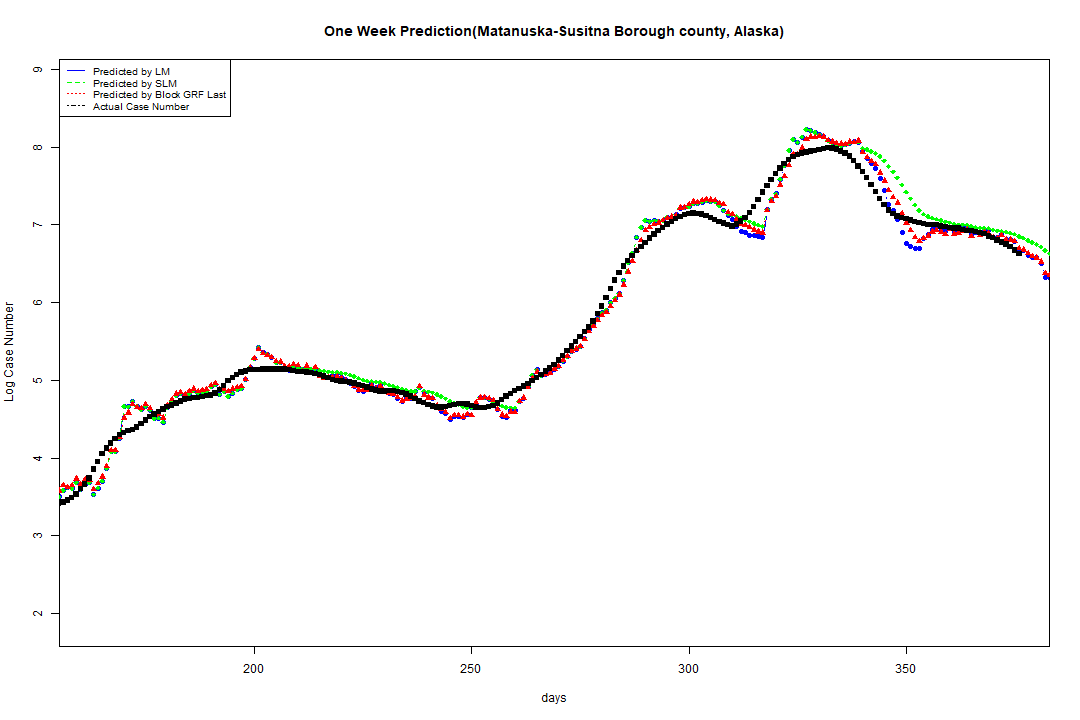 One Week Prediction(Matanuska-Susitna Borough county, Alaska)
Predicted by LM
Predicted by SLM
Predicted by Block GRF Last
Actual Case Number
9
8
7
6
5
4
3
2
Log Case Number
200 250 300 350
days